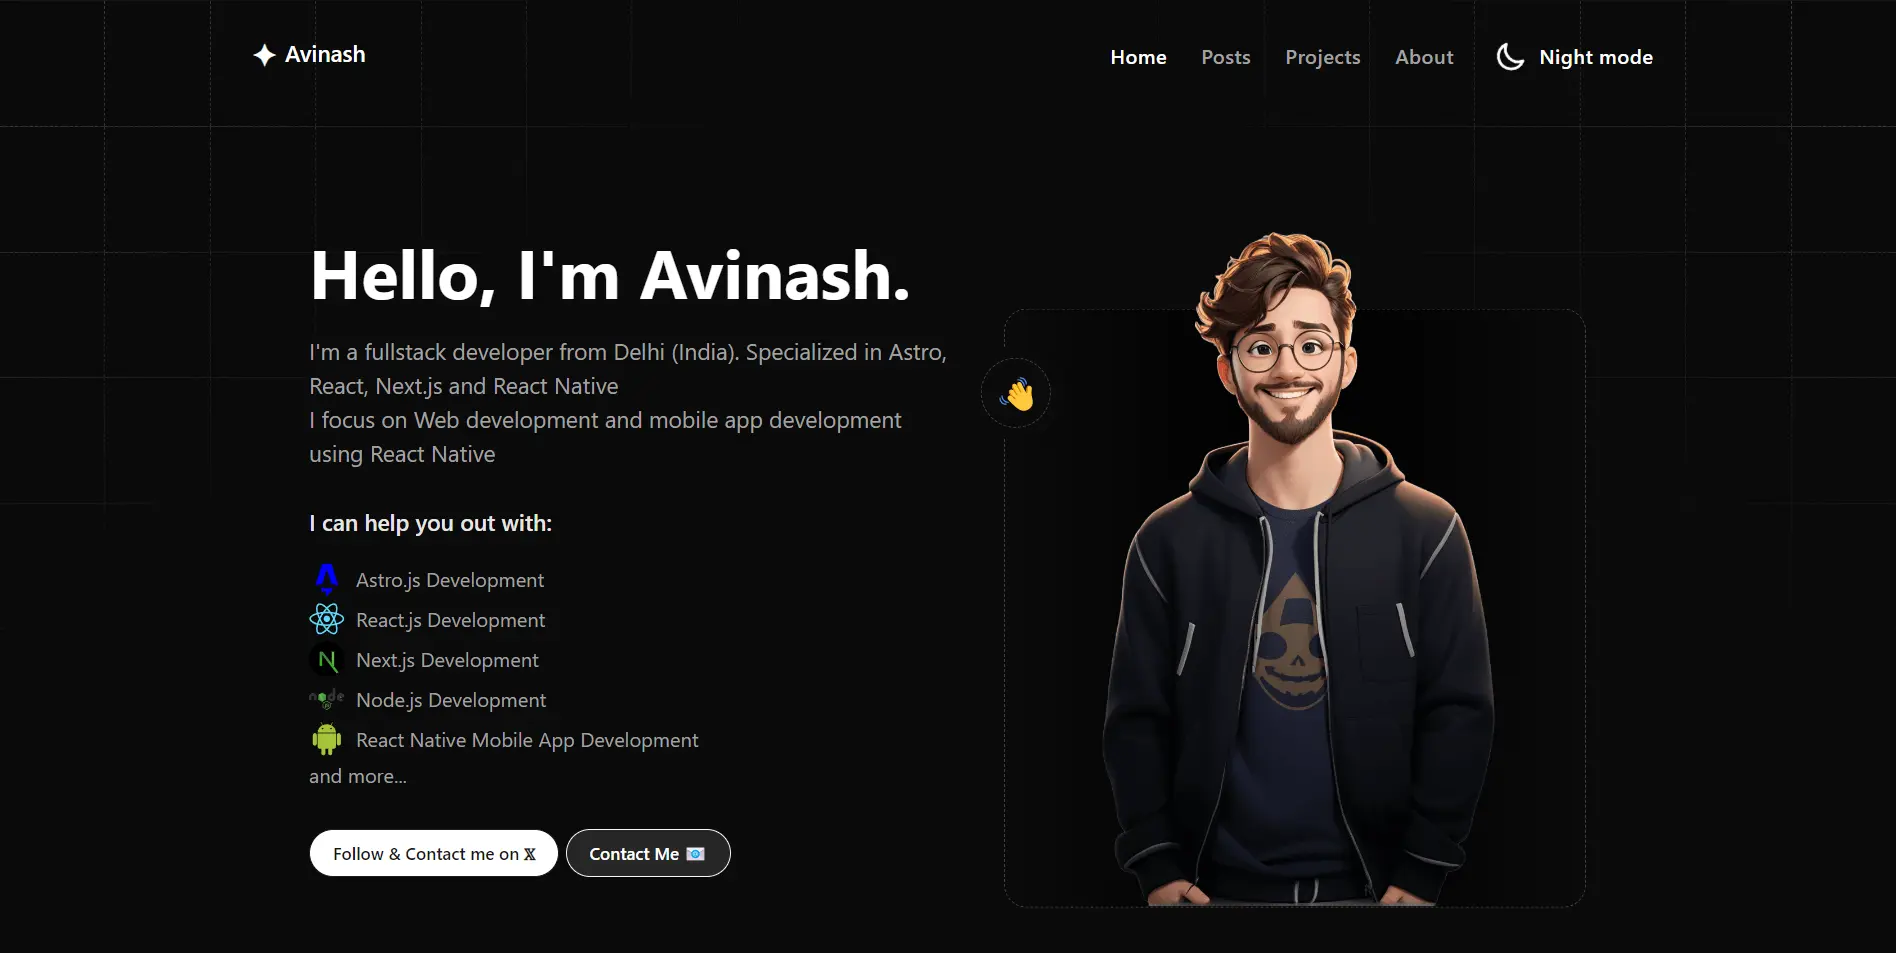 Avinash
Home Posts Projects About Night mode
Hello, I'm Avinash.
I'm a fullstack developer from Delhi (India). Specialized in Astro,
React, Next.js and React Native
I focus on Web development and mobile app development
using React Native
I can help you out with:
Astro.js Development
React.js Development
N Next.js Development
node JS Node.js Development
React Native Mobile App Development
and more...
Follow & Contact me on 𝕏
Contact Me 📧